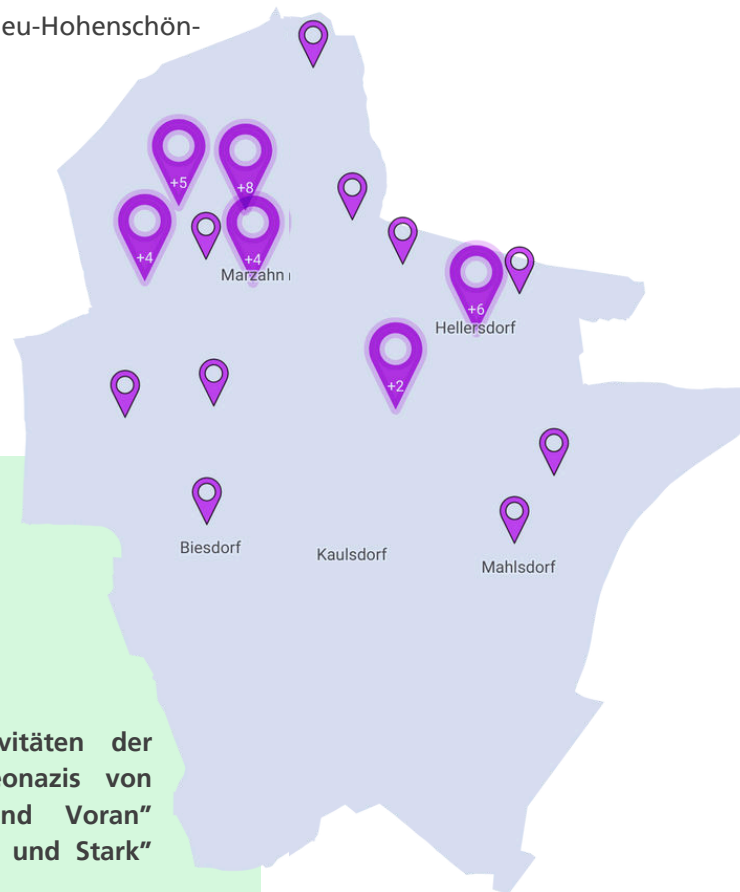 eu-Hohenschön-
+5
+8
+4
+4
Marzahn
+6
Hellersdorf
+2
Biesdorf
Kaulsdorf
Mahlsdorf
vitäten der
eonazis von
nd Voran”
und Stark”